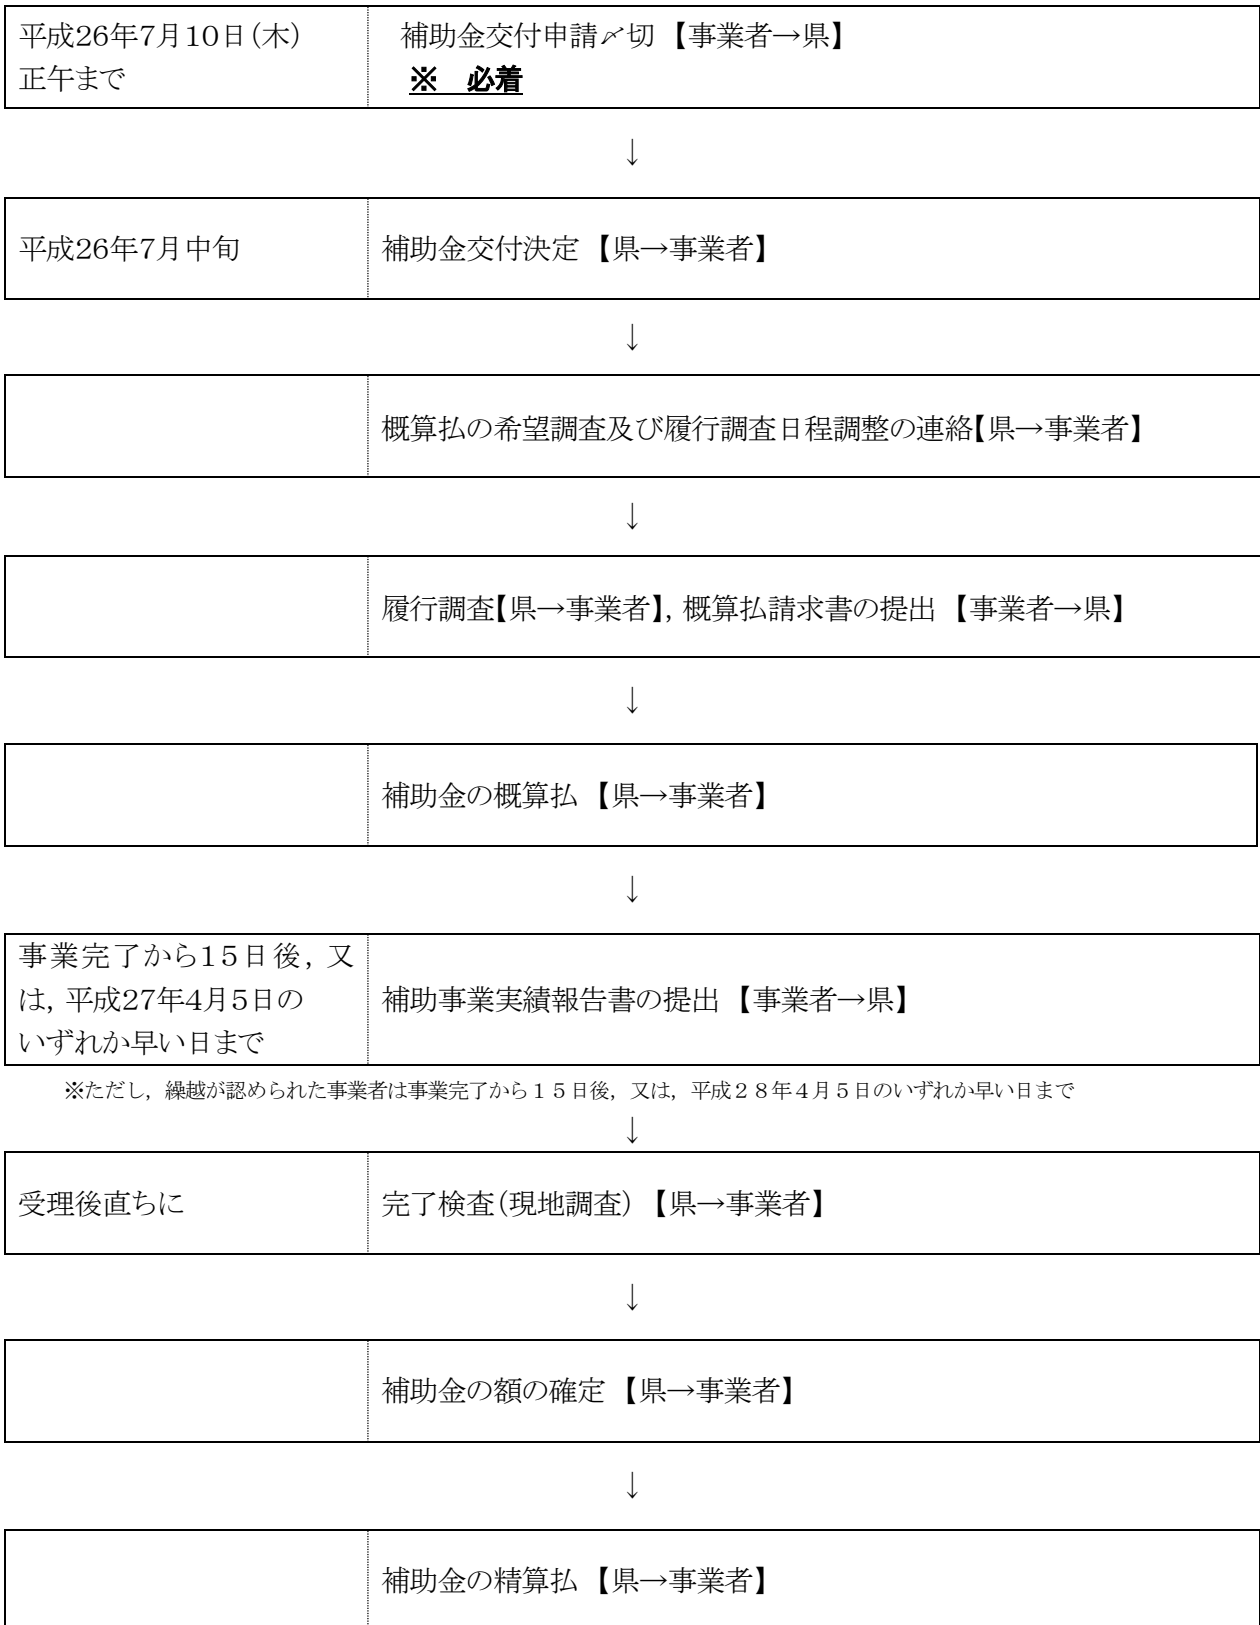 平成26年7月10日(木)
正午まで
補助金交付申請〆切 【事業者→県】
※ 必着
↓
平成26年7月中旬
補助金交付決定 【県→事業者】
↓
概算払の希望調査及び履行調査日程調整の連絡【県→事業者】
↓
履行調査【県→事業者】, 概算払請求書の提出 【事業者→県】
↓
補助金の概算払 【県→事業者】
↓
事業完了から15日後, 又
は, 平成27年4月5日の
いずれか早い日まで
補助事業実績報告書の提出 【事業者→県】
※ただし，繰越が認められた事業者は事業完了から１５日後，又は，平成２８年４月５日のいずれか早い日まで
↓
受理後直ちに
完了検査(現地調査) 【県→事業者】
↓
補助金の額の確定 【県→事業者】
↓
補助金の精算払 【県→事業者】